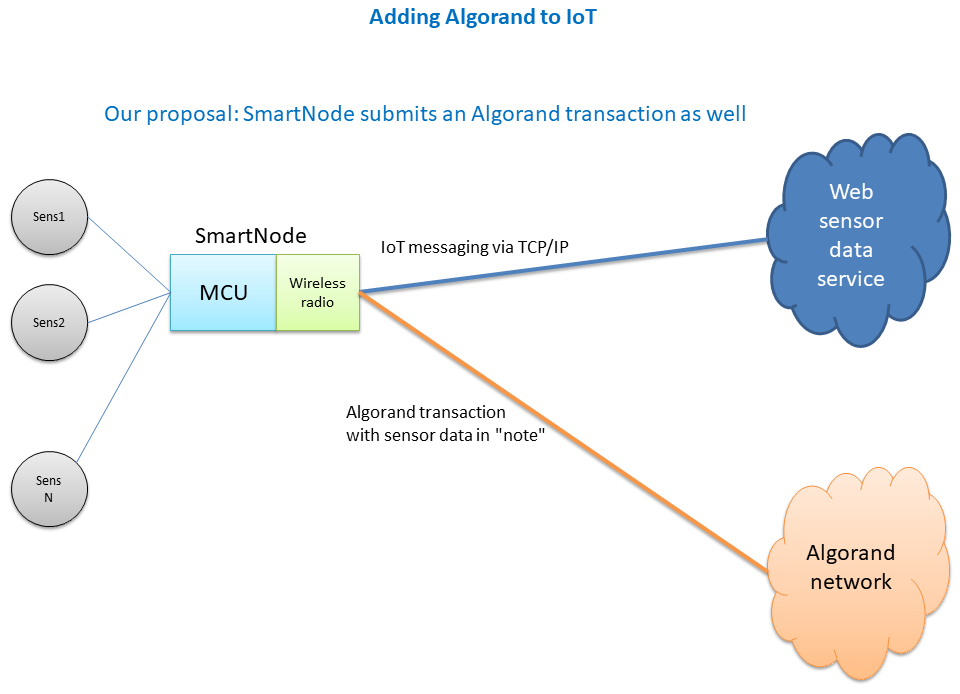 Adding Algorand to IoT
Our proposal: SmartNode submits an Algorand transaction as well
Sens1
Sens2
Sens
N
SmartNode
MCU
Wireless
radio
IoT messaging via TCP/IP
Algorand transaction
with sensor data in "note"
Web
sensor
data
service
Algorand
network